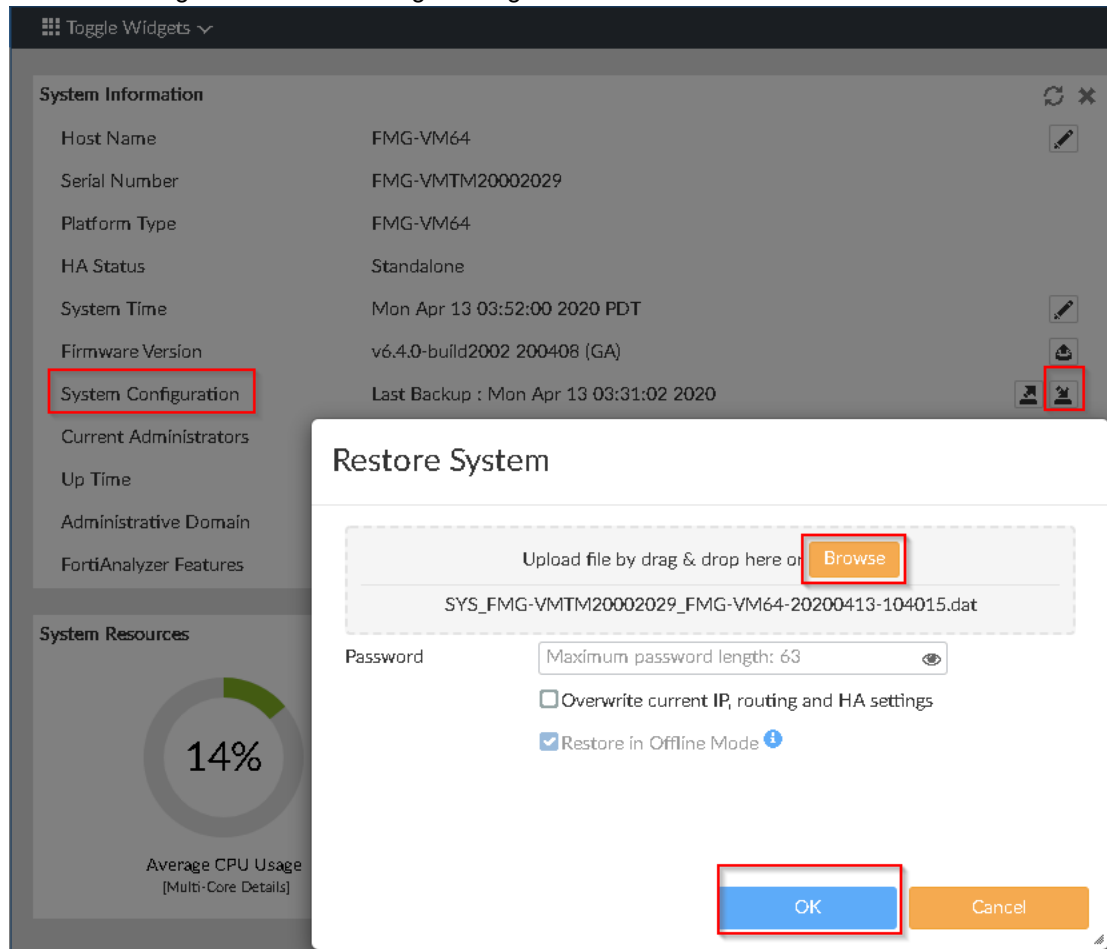 Toggle Widgets
System Information
Host Name FMG-VM64
Serial Number FMG-VMTM20002029
Platform Type FMG-VM64
HA Status Standalone
System Time Mon Apr 13 03:52:00 2020 PDT
Firmware Version v6.4.0-build2002 200408 (GA)
System Configuration Last Backup : Mon Apr 13 03:31:02 2020
Current Administrators
Up Time
Administrative Domain
FortiAnalyzer Features
Restore System
Upload file by drag & drop here or Browse
SYS_FMG-VMTM20002029_FMG-VM64-20200413-104015.dat
Password Maximum password length: 63
Overwrite current IP, routing and HA settings
Restore in Offline Mode
OK Cancel
System Resources
14%
Average CPU Usage
[Multi-Core Details]